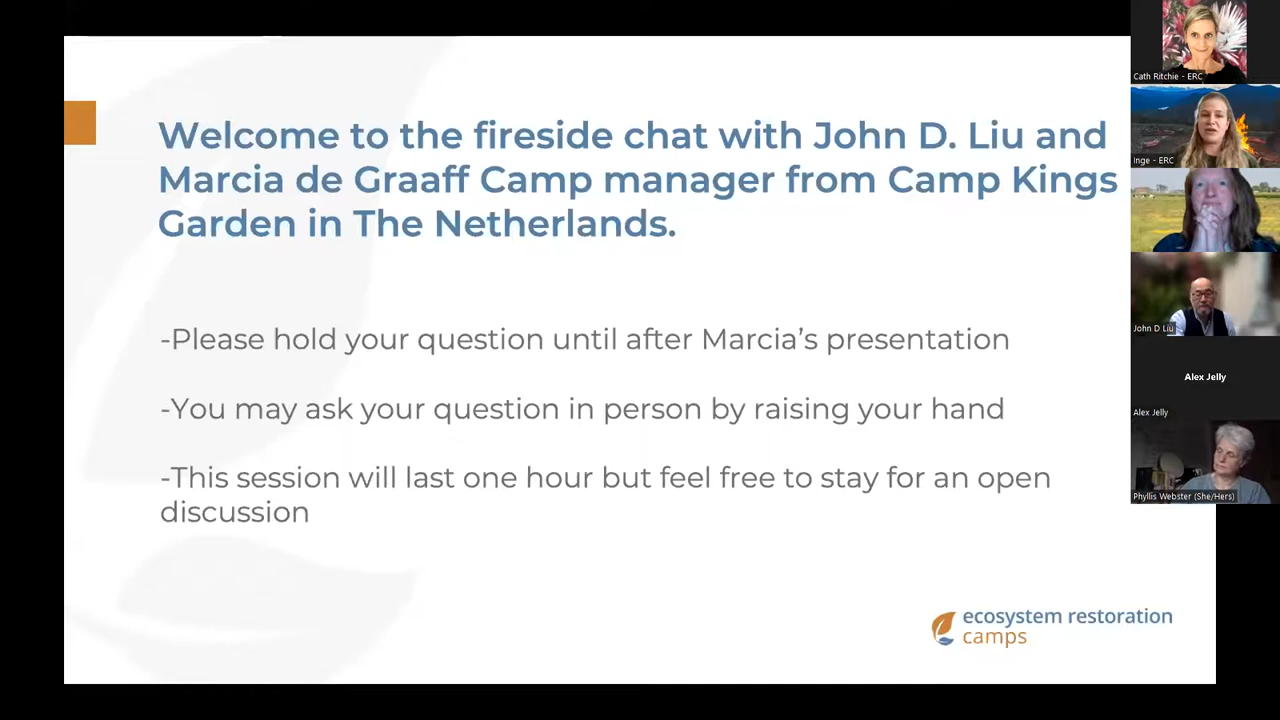 Welcome to the fireside chat with John D. Liu and
Marcia de Graaff Camp manager from Camp Kings
Garden in The Netherlands.
-Please hold your question until after Marcia's presentation
-You may ask your question in person by raising your hand
-This session will last one hour but feel free to stay for an open
discussion
ecosystem restoration
camps
Cath Ritchie - ERC
Inge - ERC
John D Liu
Alex Jelly
Alex Jelly
Phyllis Webster (She/Hers)